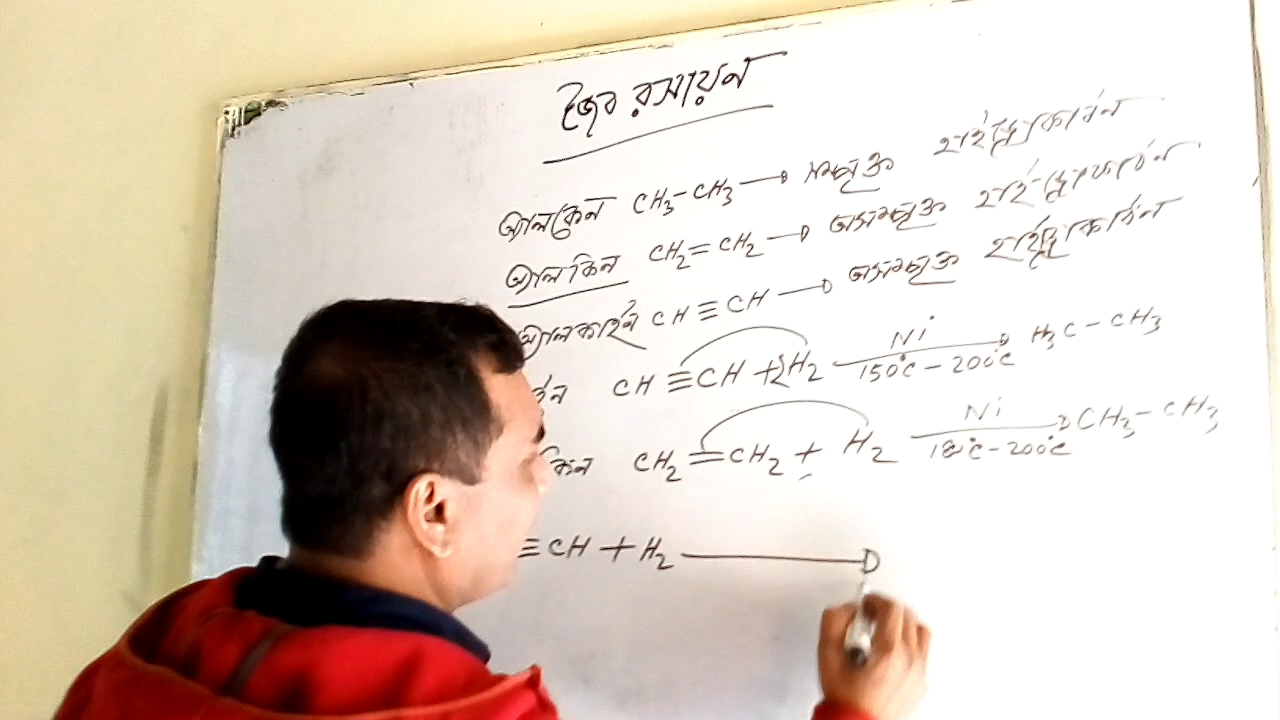 জৈব রসায়ন
অ্যালকেন CH₃-CH₃ → সম্পৃক্ত হাইড্রোকার্বন
অ্যালকিন CH₂=CH₂ → অসম্পৃক্ত হাইড্রোকার্বন
অ্যালকাইন CH≡CH → অসম্পৃক্ত হাইড্রোকার্বন
CH≡CH+2H₂ Ni 150°C-200°C → H₃C-CH₃
কিন CH₂=CH₂+H₂ Ni 180°C-200°C → CH₃-CH₃
≡CH+H₂ →